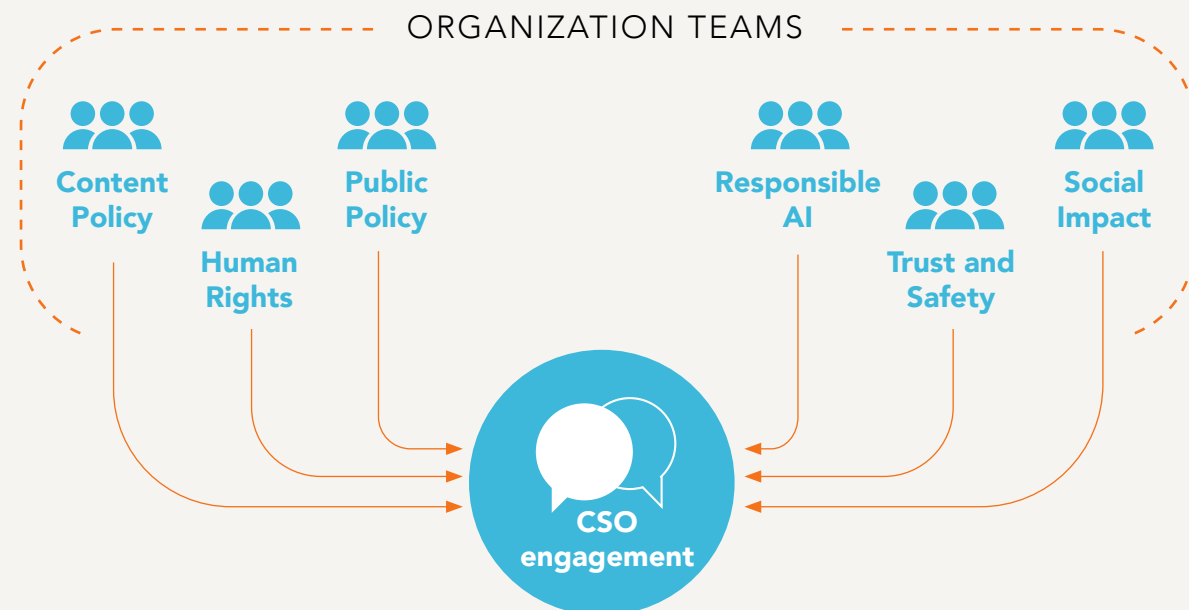 ORGANIZATION TEAMS
Content
Policy
Human
Rights
Public
Policy
Responsible
AI
Trust and
Safety
Social
Impact
CSO
engagement